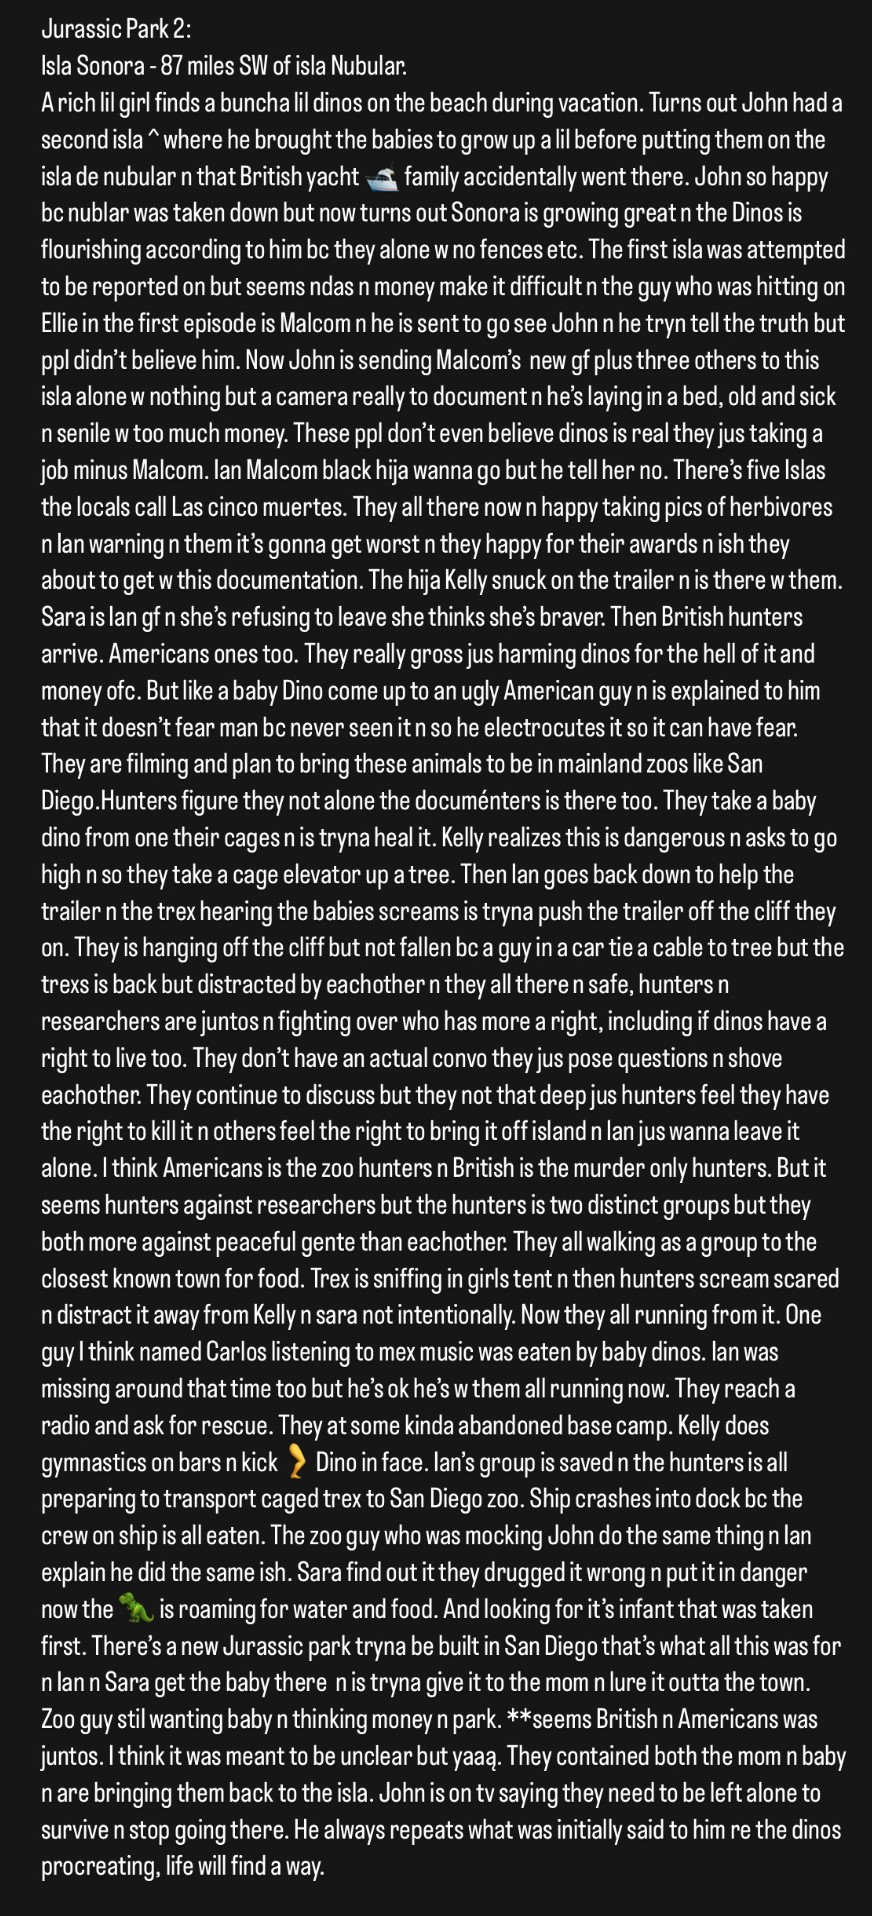 Jurassic Park 2:
Isla Sonora - 87 miles SW of isla Nubular.
A rich lil girl finds a buncha lil dinos on the beach during vacation. Turns out John had a
second isla ^ where he brought the babies to grow up a lil before putting them on the
isla de nubular n that British yacht 🛥️ family accidentally went there. John so happy
bc nublar was taken down but now turns out Sonora is growing great n the Dinos is
flourishing according to him bc they alone w no fences etc. The first isla was attempted
to be reported on but seems ndas n money make it difficult n the guy who was hitting on
Ellie in the first episode is Malcom n he is sent to go see John n he tryn tell the truth but
ppl didn’t believe him. Now John is sending Malcom’s  new gf plus three others to this
isla alone w nothing but a camera really to document n he’s laying in a bed, old and sick
n senile w too much money. These ppl don’t even believe dinos is real they jus taking a
job minus Malcom. Ian Malcom black hija wanna go but he tell her no. There’s five Islas
the locals call Las cinco muertes. They all there now n happy taking pics of herbivores
n Ian warning n them it’s gonna get worst n they happy for their awards n ish they
about to get w this documentation. The hija Kelly snuck on the trailer n is there w them.
Sara is Ian gf n she’s refusing to leave she thinks she’s braver. Then British hunters
arrive. Americans ones too. They really gross jus harming dinos for the hell of it and
money ofc. But like a baby Dino come up to an ugly American guy n is explained to him
that it doesn’t fear man bc never seen it n so he electrocutes it so it can have fear.
They are filming and plan to bring these animals to be in mainland zoos like San
Diego.Hunters figure they not alone the documénters is there too. They take a baby
dino from one their cages n is tryna heal it. Kelly realizes this is dangerous n asks to go
high n so they take a cage elevator up a tree. Then Ian goes back down to help the
trailer n the trex hearing the babies screams is tryna push the trailer off the cliff they
on. They is hanging off the cliff but not fallen bc a guy in a car tie a cable to tree but the
trexs is back but distracted by eachother n they all there n safe, hunters n
researchers are juntos n fighting over who has more a right, including if dinos have a
right to live too. They don’t have an actual convo they jus pose questions n shove
eachother. They continue to discuss but they not that deep jus hunters feel they have
the right to kill it n others feel the right to bring it off island n Ian jus wanna leave it
alone. I think Americans is the zoo hunters n British is the murder only hunters. But it
seems hunters against researchers but the hunters is two distinct groups but they
both more against peaceful gente than eachother. They all walking as a group to the
closest known town for food. Trex is sniffing in girls tent n then hunters scream scared
n distract it away from Kelly n sara not intentionally. Now they all running from it. One
guy I think named Carlos listening to mex music was eaten by baby dinos. Ian was
missing around that time too but he’s ok he’s w them all running now. They reach a
radio and ask for rescue. They at some kinda abandoned base camp. Kelly does
gymnastics on bars n kick 🦵 Dino in face. Ian’s group is saved n the hunters is all
preparing to transport caged trex to San Diego zoo. Ship crashes into dock bc the
crew on ship is all eaten. The zoo guy who was mocking John do the same thing n Ian
explain he did the same ish. Sara find out it they drugged it wrong n put it in danger
now the 🦖 is roaming for water and food. And looking for it’s infant that was taken
first. There’s a new Jurassic park tryna be built in San Diego that’s what all this was for
n Ian n Sara get the baby there  n is tryna give it to the mom n lure it outta the town.
Zoo guy stil wanting baby n thinking money n park. **seems British n Americans was
juntos. I think it was meant to be unclear but yaaą. They contained both the mom n baby
n are bringing them back to the isla. John is on tv saying they need to be left alone to
survive n stop going there. He always repeats what was initially said to him re the dinos
procreating, life will find a way.